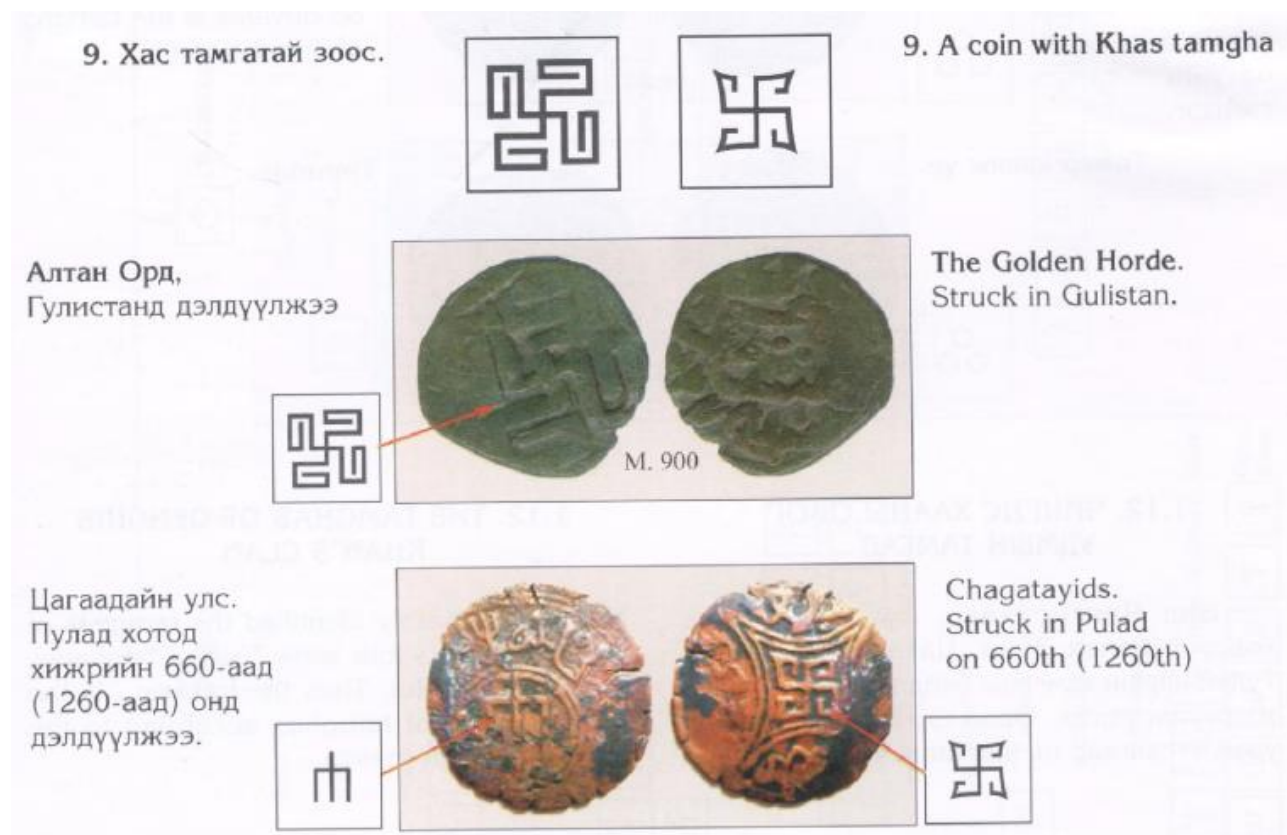 9. Хас тамгатай зоос.
9. A coin with Khas tamgha
Алтан Орд,
Гулистанд дэлдүүлжээ
The Golden Horde.
Struck in Gulistan.
M. 900
Цагаадайн улс.
Пулад хотод
хижрийн 660-аад
(1260-аад) онд
дэлдүүлжээ.
Chagatayids.
Struck in Pulad
on 660th (1260th)